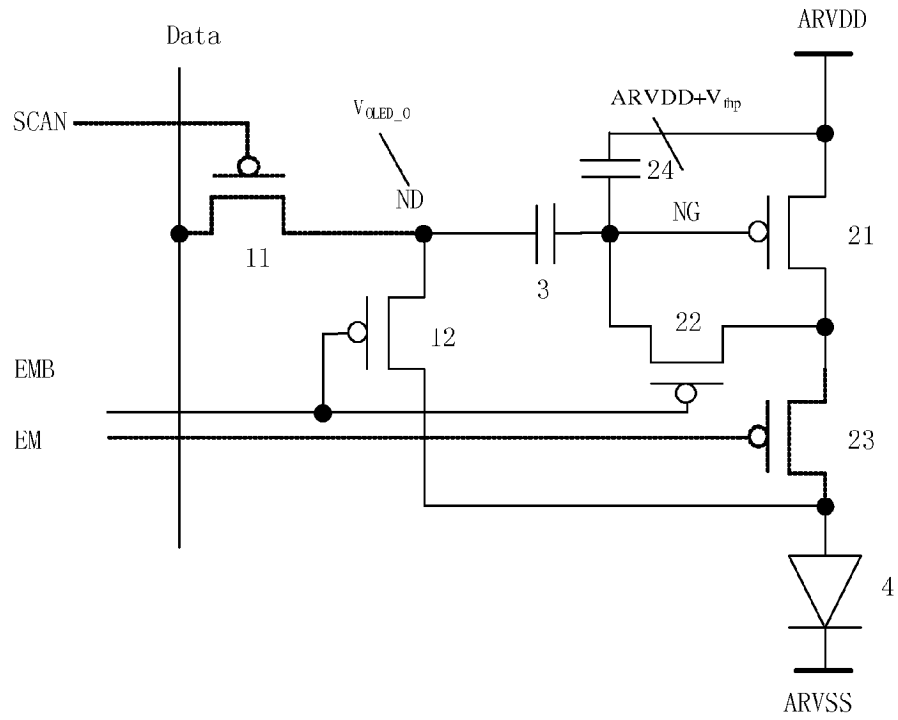 ARVDD
Data
V_OLED_0
ARVDD+V_thp
SCAN
24
ND
NG
21
11
3
22
12
EMB
EM
23
4
ARVSS